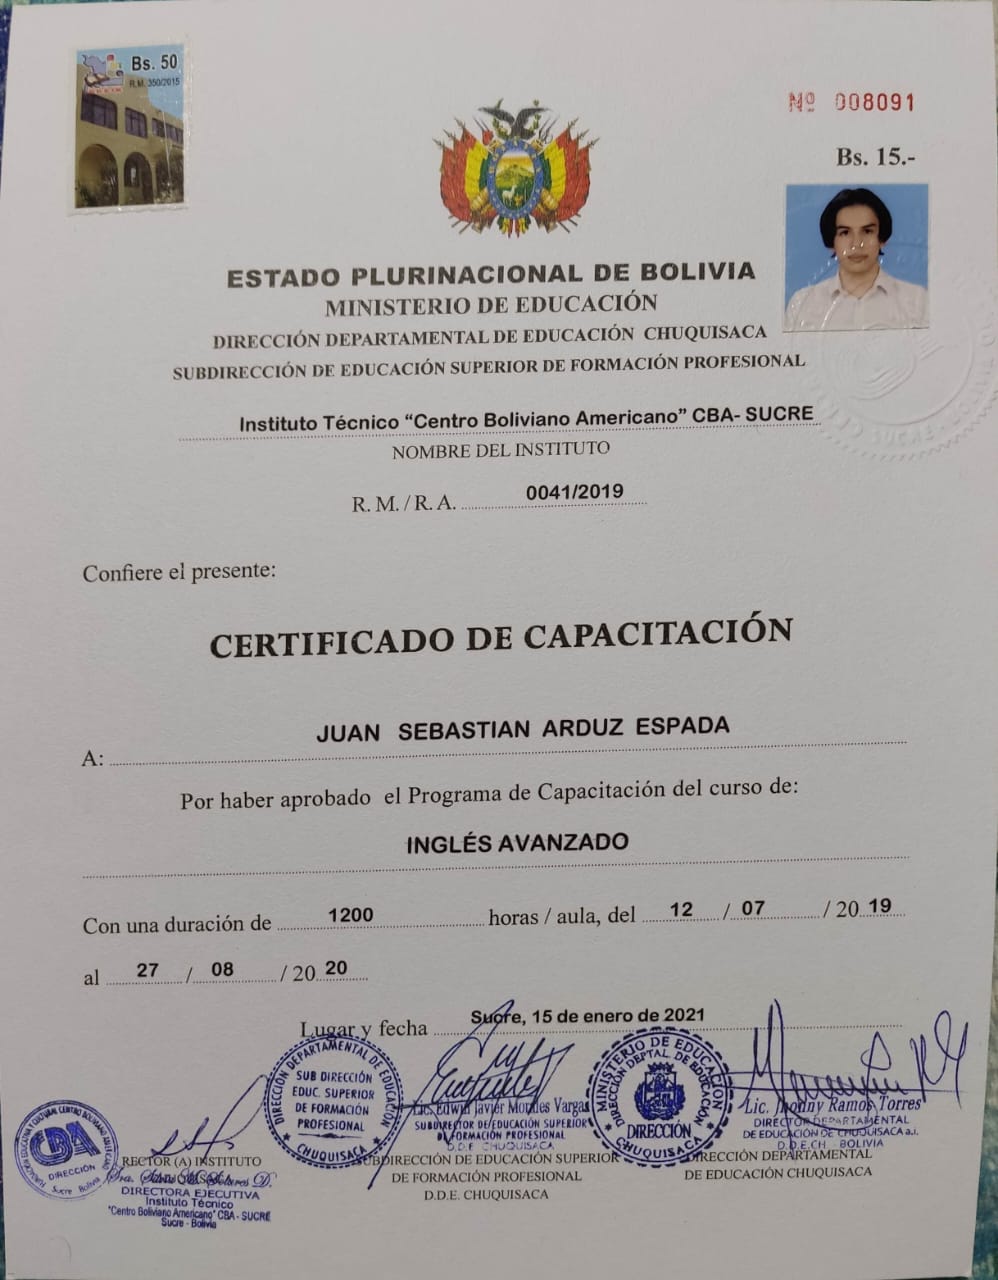 Bs. 50
R.M. 350/2015
Nº 008091
Bs. 15.-
ESTADO PLURINACIONAL DE BOLIVIA
MINISTERIO DE EDUCACIÓN
DIRECCIÓN DEPARTAMENTAL DE EDUCACIÓN CHUQUISACA
SUBDIRECCIÓN DE EDUCACIÓN SUPERIOR DE FORMACIÓN PROFESIONAL
Instituto Técnico “Centro Boliviano Americano” CBA- SUCRE
NOMBRE DEL INSTITUTO
R. M. / R. A. 0041/2019
Confiere el presente:
CERTIFICADO DE CAPACITACIÓN
JUAN SEBASTIAN ARDUZ ESPADA
A:
Por haber aprobado el Programa de Capacitación del curso de:
INGLÉS AVANZADO
Con una duración de 1200 horas / aula, del 12 / 07 / 20 19
al 27 / 08 / 20 20
Lugar y fecha Sucre, 15 de enero de 2021
DIRECCIÓN DEPARTAMENTAL DE EDUCACIÓN
SUB DIRECCIÓN
EDUC. SUPERIOR
DE FORMACIÓN
PROFESIONAL
CHUQUISACA
MINISTERIO DE EDUCACIÓN
DIRECCIÓN DEPTAL. DE EDUCACIÓN
DIRECCIÓN
CHUQUISACA
CBA
DIRECCIÓN
Sucre Bolivia
Lic. Edwin Javier Morales Vargas
SUBDIRECTOR DE EDUCACIÓN SUPERIOR
DE FORMACIÓN PROFESIONAL
D.D.E CHUQUISACA
Lic. Jhonny Ramos Torres
DIRECTOR DEPARTAMENTAL
DE EDUCACIÓN DE CHUQUISACA a.i.
D.D.E.CH - BOLIVIA
RECTOR (A) INSTITUTO
DIRECTORA EJECUTIVA
Instituto Técnico
"Centro Boliviano Americano" CBA - SUCRE
Sucre - Bolivia
SUBDIRECCIÓN DE EDUCACIÓN SUPERIOR
DE FORMACIÓN PROFESIONAL
D.D.E. CHUQUISACA
DIRECCIÓN DEPARTAMENTAL
DE EDUCACIÓN CHUQUISACA